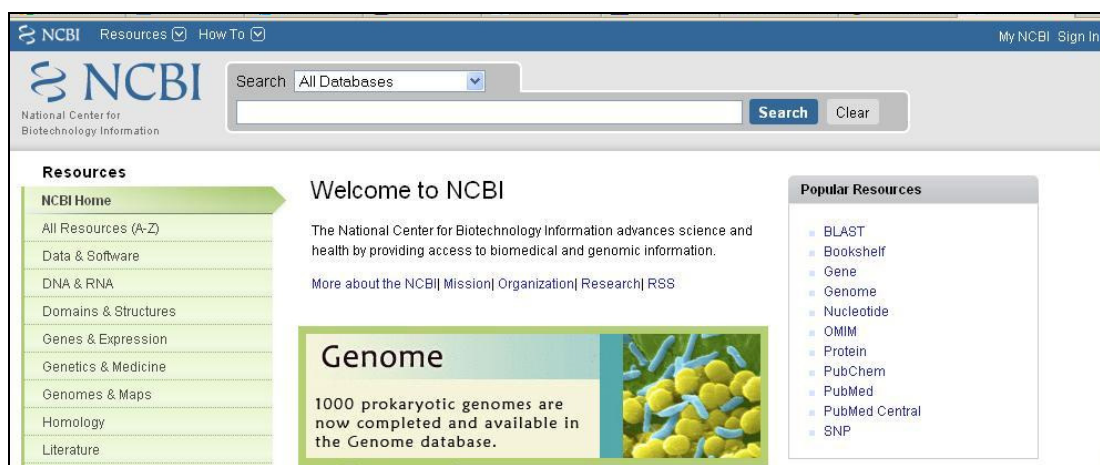 NCBI Resources How To My NCBI Sign In
NCBI
National Center for
Biotechnology Information
Search All Databases
Search Clear
Resources
NCBI Home
All Resources (A-Z)
Data & Software
DNA & RNA
Domains & Structures
Genes & Expression
Genetics & Medicine
Genomes & Maps
Homology
Literature
Welcome to NCBI
The National Center for Biotechnology Information advances science and
health by providing access to biomedical and genomic information.
More about the NCBI| Mission| Organization| Research| RSS
Genome
1000 prokaryotic genomes are
now completed and available in
the Genome database.
Popular Resources
BLAST
Bookshelf
Gene
Genome
Nucleotide
OMIM
Protein
PubChem
PubMed
PubMed Central
SNP